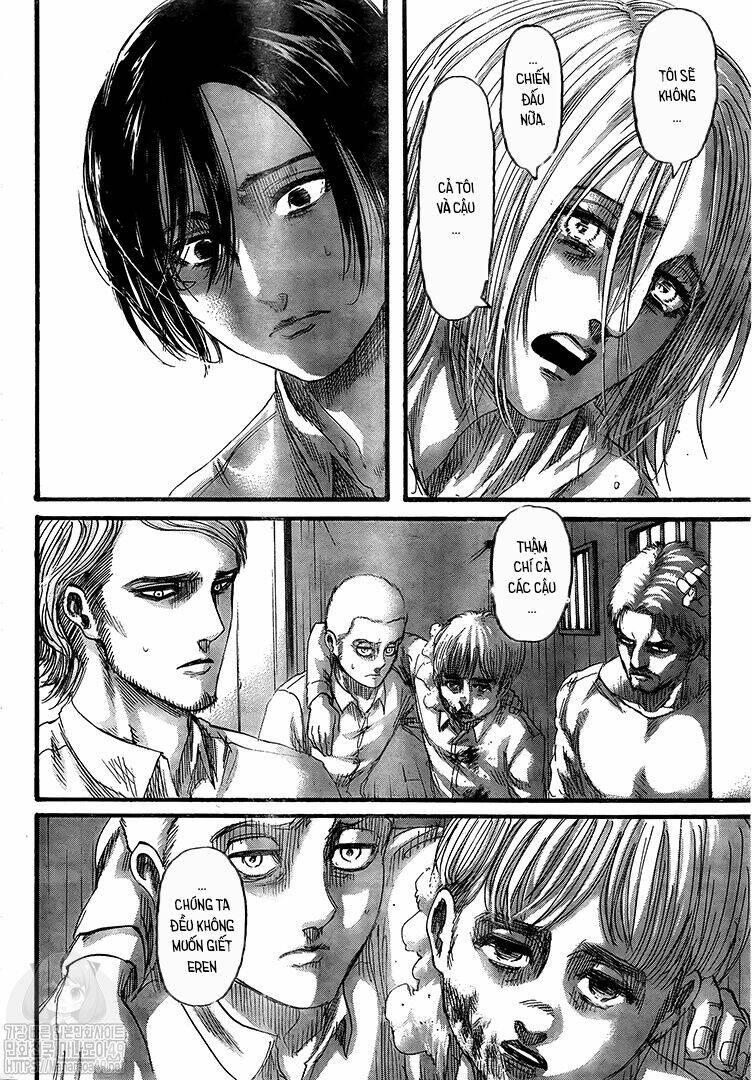 TÔI SẼ
KHÔNG
...
...
CHIẾN
ĐẤU
NỮA.
CẢ TÔI
VÀ CẬU
...
THẬM
CHÍ CẢ
CÁC CẬU
...
...
CHÚNG TA
ĐỀU KHÔNG
MUỐN GIẾT
EREN